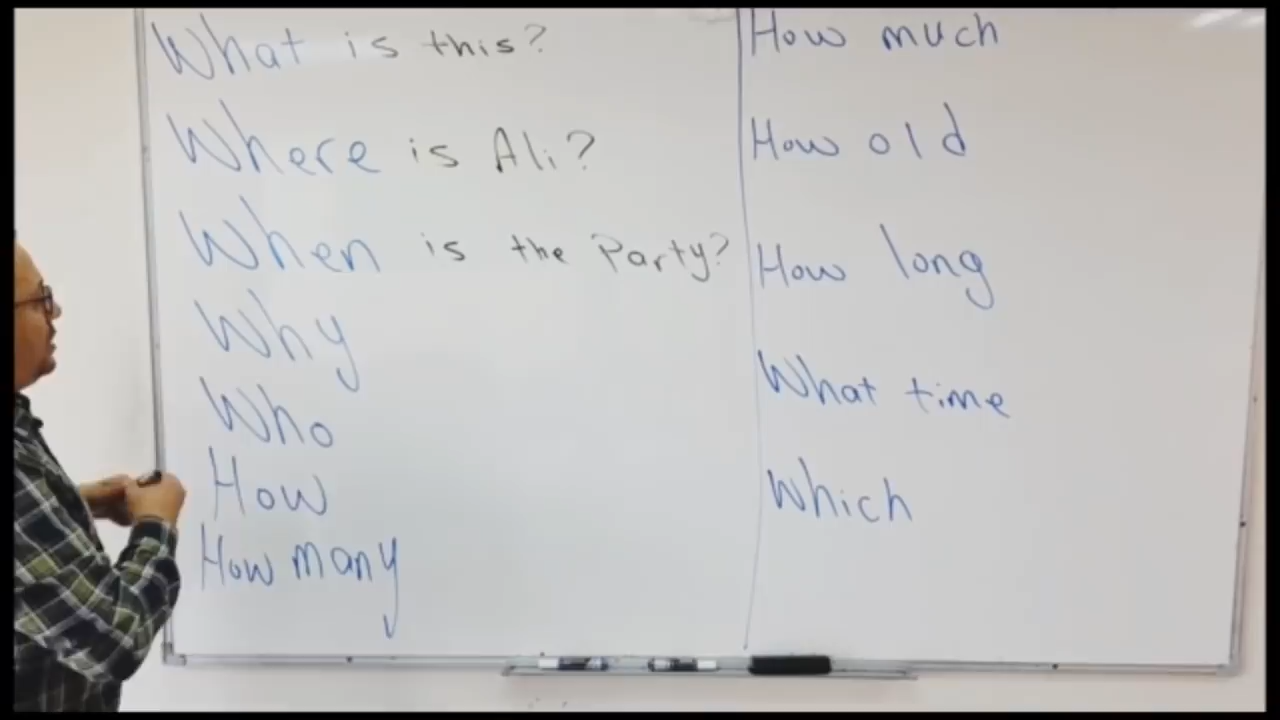 What is this?
Where is Ali?
When is the Party?
Why
Who
How
How many
How much
How old
How long
What time
Which